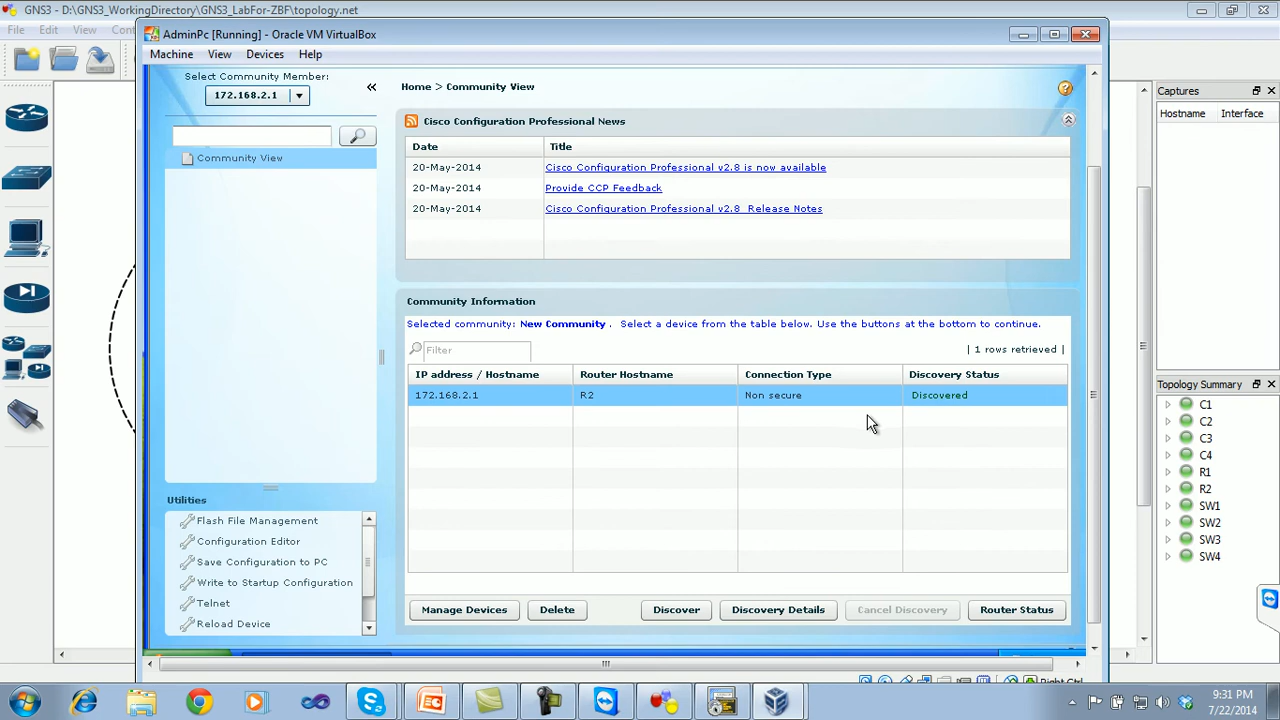 GNS3 - D:\GNS3_WorkingDirectory\GNS3_LabFor-ZBF\topology.net
File Edit View
AdminPc [Running] - Oracle VM VirtualBox
Machine View Devices Help
Select Community Member:
172.168.2.1
Community View
Home > Community View
Cisco Configuration Professional News
Date Title
20-May-2014 Cisco Configuration Professional v2.8 is now available
20-May-2014 Provide CCP Feedback
20-May-2014 Cisco Configuration Professional v2.8 Release Notes
Community Information
Selected community: New Community . Select a device from the table below. Use the buttons at the bottom to continue.
Filter
| 1 rows retrieved |
IP address / Hostname Router Hostname Connection Type Discovery Status
172.168.2.1 R2 Non secure Discovered
Utilities
Flash File Management
Configuration Editor
Save Configuration to PC
Write to Startup Configuration
Telnet
Reload Device
Manage Devices Delete Discover Discovery Details Cancel Discovery Router Status
Captures
Hostname Interface
Topology Summary
C1
C2
C3
C4
R1
R2
SW1
SW2
SW3
SW4
9:31 PM
7/22/2014